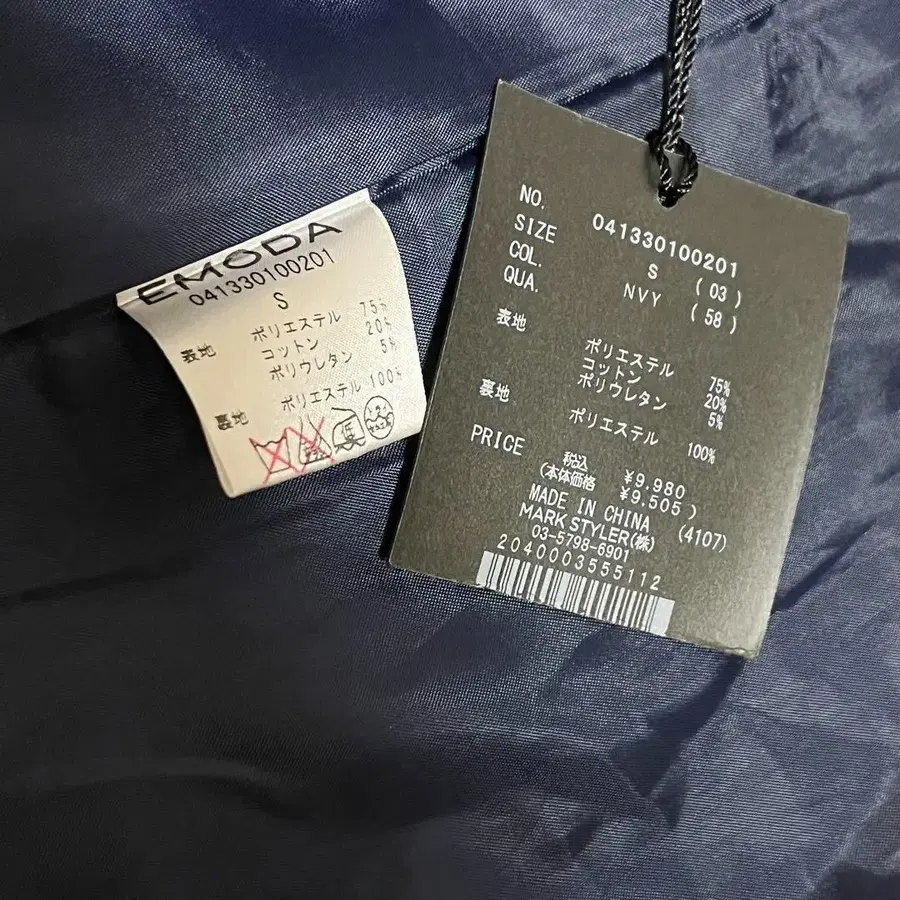 EMODA
041330100201
S
表地 ポリエステル 75%
コットン 20%
ポリウレタン 5%
裏地 ポリエステル 100%
低
NO. 041330100201
SIZE S (03)
COL. NVY (58)
QUA.
表地
ポリエステル 75%
コットン 20%
ポリウレタン 5%
裏地
ポリエステル 100%
PRICE 税込 ¥9,980
(本体価格 ¥9,505)
MADE IN CHINA
MARK STYLER(株) (4107)
03-5798-6901
2040003555112